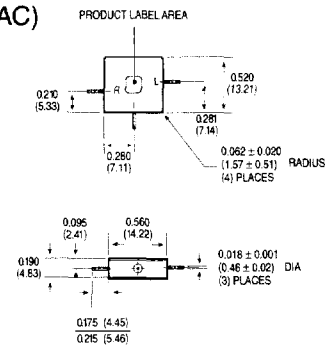 AC)
PRODUCT LABEL AREA
R
L
0.210
(5.33)
0.520
(13.21)
0.281
(7.14)
0.280
(7.11)
0.062 ± 0.020
(1.57 ± 0.51) RADIUS
(4) PLACES
0.095
(2.41)
0.560
(14.22)
0.190
(4.83)
0.018 ± 0.001
(0.46 ± 0.02) DIA
(3) PLACES
0.175 (4.45)
0.215 (5.46)